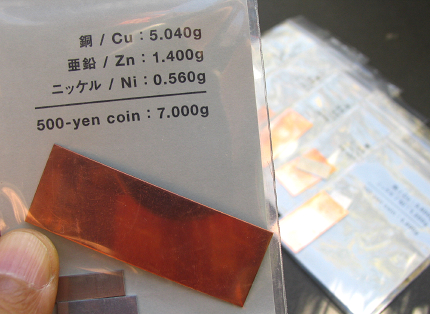 銅 / Cu : 5.040g
亜鉛 / Zn : 1.400g
ニッケル / Ni : 0.560g
500-yen coin : 7.000g